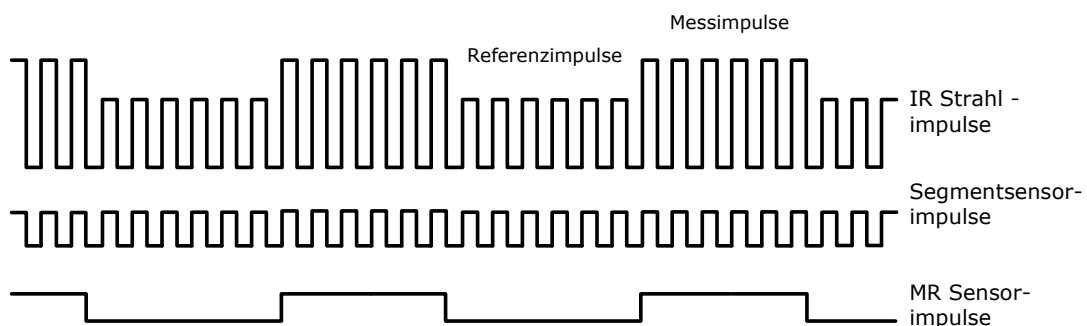 Messimpulse
Referenzimpulse
IR Strahl -
impulse
Segmentsensor-
impulse
MR Sensor-
impulse